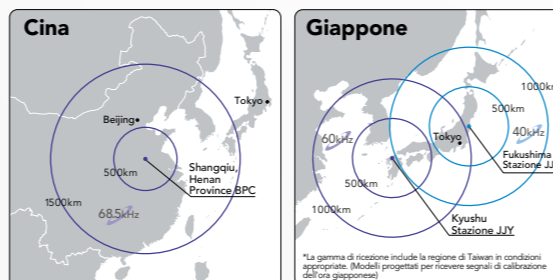 Cina
Beijing
Tokyo
500km
Shangqiu,
Henan
Province BPC
1500km
68.5kHz
Giappone
1000km
500km
60kHz
Tokyo
40kHz
Fukushima
Stazione JJ
500km
1000km
Kyushu
Stazione JJY
*La gamma di ricezione include la regione di Taiwan in condizioni
appropriate. (Modelli progettati per ricevere segnali di calibrazione
dell'ora giapponese)